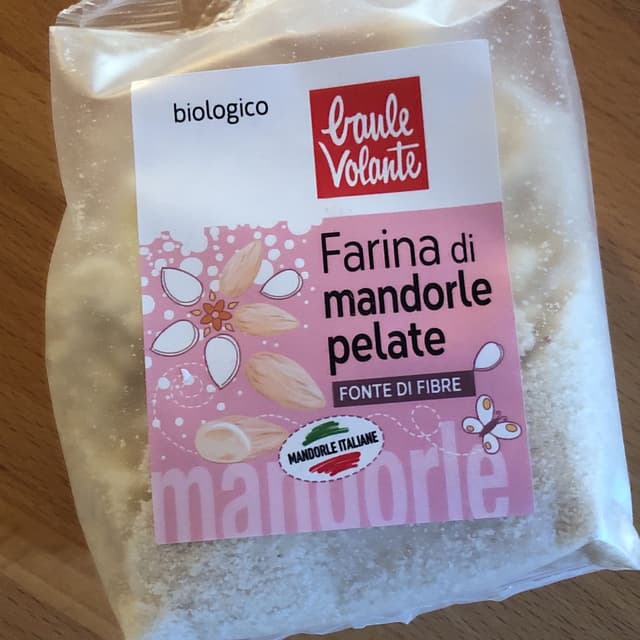 biologico
baule
volante
Farina di
mandorle
pelate
FONTE DI FIBRE
MANDORLE ITALIANE
mandorle